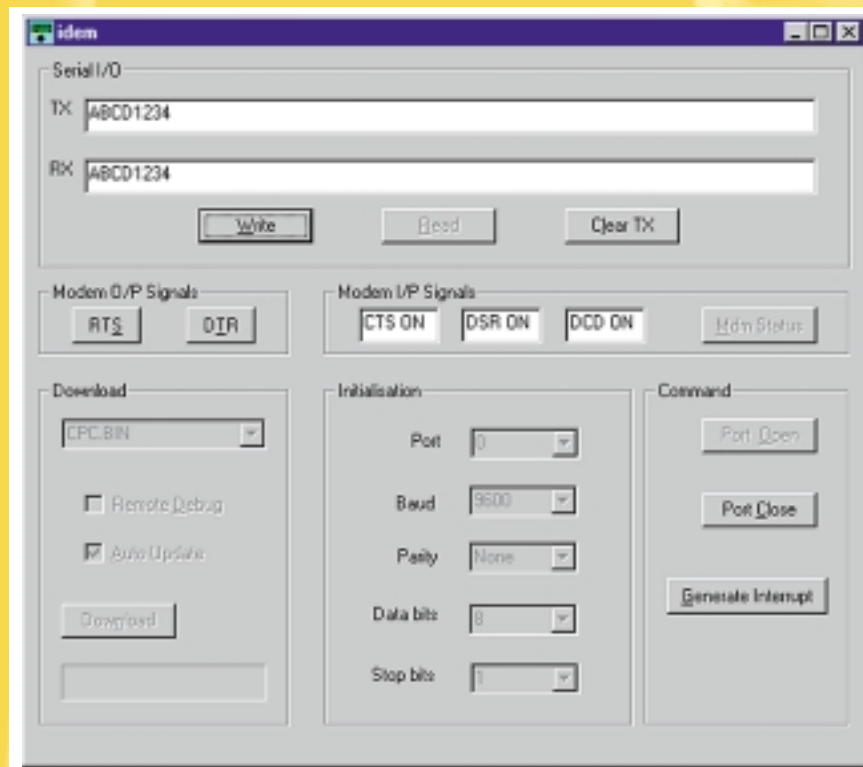 idem
Serial I/O
TX ABCD1234
RX ABCD1234
Write Read Clear TX
Modem O/P Signals
RTS DTR
Modem I/P Signals
CTS ON DSR ON DCD ON Mdm Status
Download
CPC.BIN
Remote Debug
Auto Update
Download
Initialisation
Port 0
Baud 9600
Parity None
Data bits 8
Stop bits 1
Command
Port Open
Port Close
Generate Interrupt